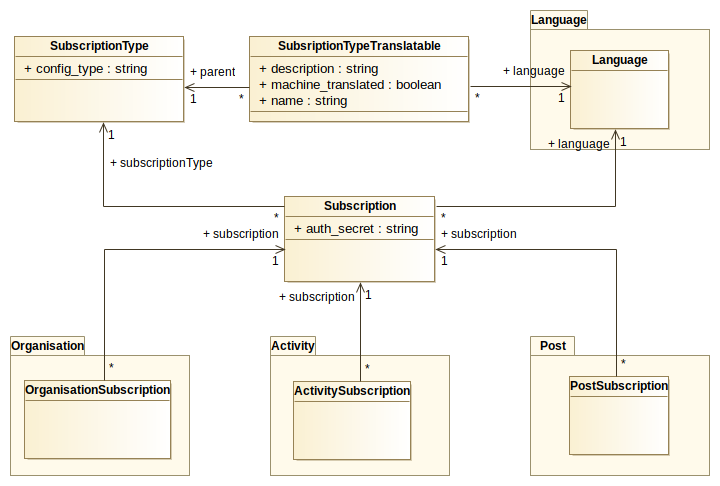 Language
SubscriptionType
+ config_type : string
SubsriptionTypeTranslatable
+ description : string
+ machine_translated : boolean
+ name : string
Language
+ parent
1
*
+ language
*
1
1
+ subscriptionType
+ language
1
Subscription
+ auth_secret : string
*
*
+ subscription
1
+ subscription
1
+ subscription
1
Organisation
*
OrganisationSubscription
Activity
*
ActivitySubscription
Post
*
PostSubscription